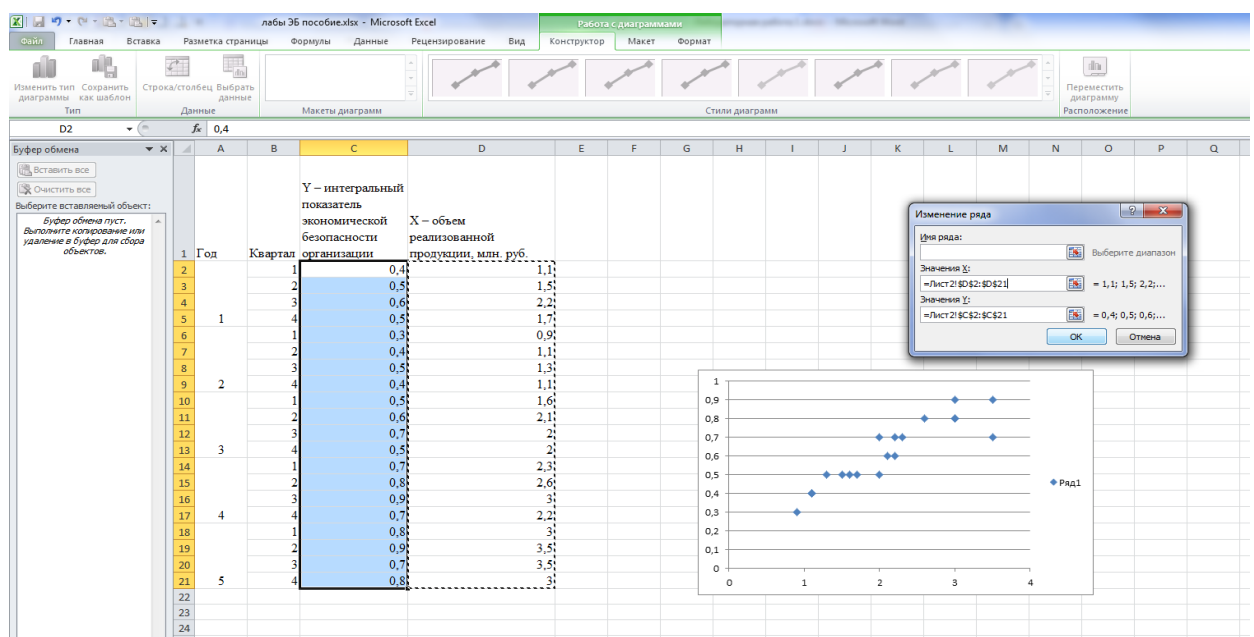 лабы ЭБ пособие.xlsx - Microsoft Excel
Работа с диаграммами
Файл Главная Вставка Разметка страницы Формулы Данные Рецензирование Вид Конструктор Макет Формат
Изменить тип диаграммы
Сохранить как шаблон
Строка/столбец
Выбрать данные
Переместить диаграмму
Тип Данные Макеты диаграмм Стили диаграмм Расположение
D2 fx 0,4
Буфер обмена
Вставить все
Очистить все
Выберите вставляемый объект:
Буфер обмена пуст.
Выполните копирование или
удаление в буфер для сбора
объектов.
A B C D E F G H I J K L M N O P Q
1 Год Квартал Y – интегральный показатель экономической безопасности организации X – объем реализованной продукции, млн. руб.
2 1 0,4 1,1
3 2 0,5 1,5
4 3 0,6 2,2
5 1 4 0,5 1,7
6 1 0,3 0,9
7 2 0,4 1,1
8 3 0,5 1,3
9 2 4 0,4 1,1
10 1 0,5 1,6
11 2 0,6 2,1
12 3 0,7 2
13 3 4 0,5 2
14 1 0,7 2,3
15 2 0,8 2,6
16 3 0,9 3
17 4 4 0,7 2,2
18 1 0,8 3
19 2 0,9 3,5
20 3 0,7 3,5
21 5 4 0,8 3
22
23
24
Изменение ряда
Имя ряда:
Выберите диапазон
Значения X:
=Лист2!$D$2:$D$21 = 1,1; 1,5; 2,2;...
Значения Y:
=Лист2!$C$2:$C$21 = 0,4; 0,5; 0,6;...
ОК Отмена
1
0,9
0,8
0,7
0,6
0,5
0,4
0,3
0,2
0,1
0
0 1 2 3 4
Ряд1